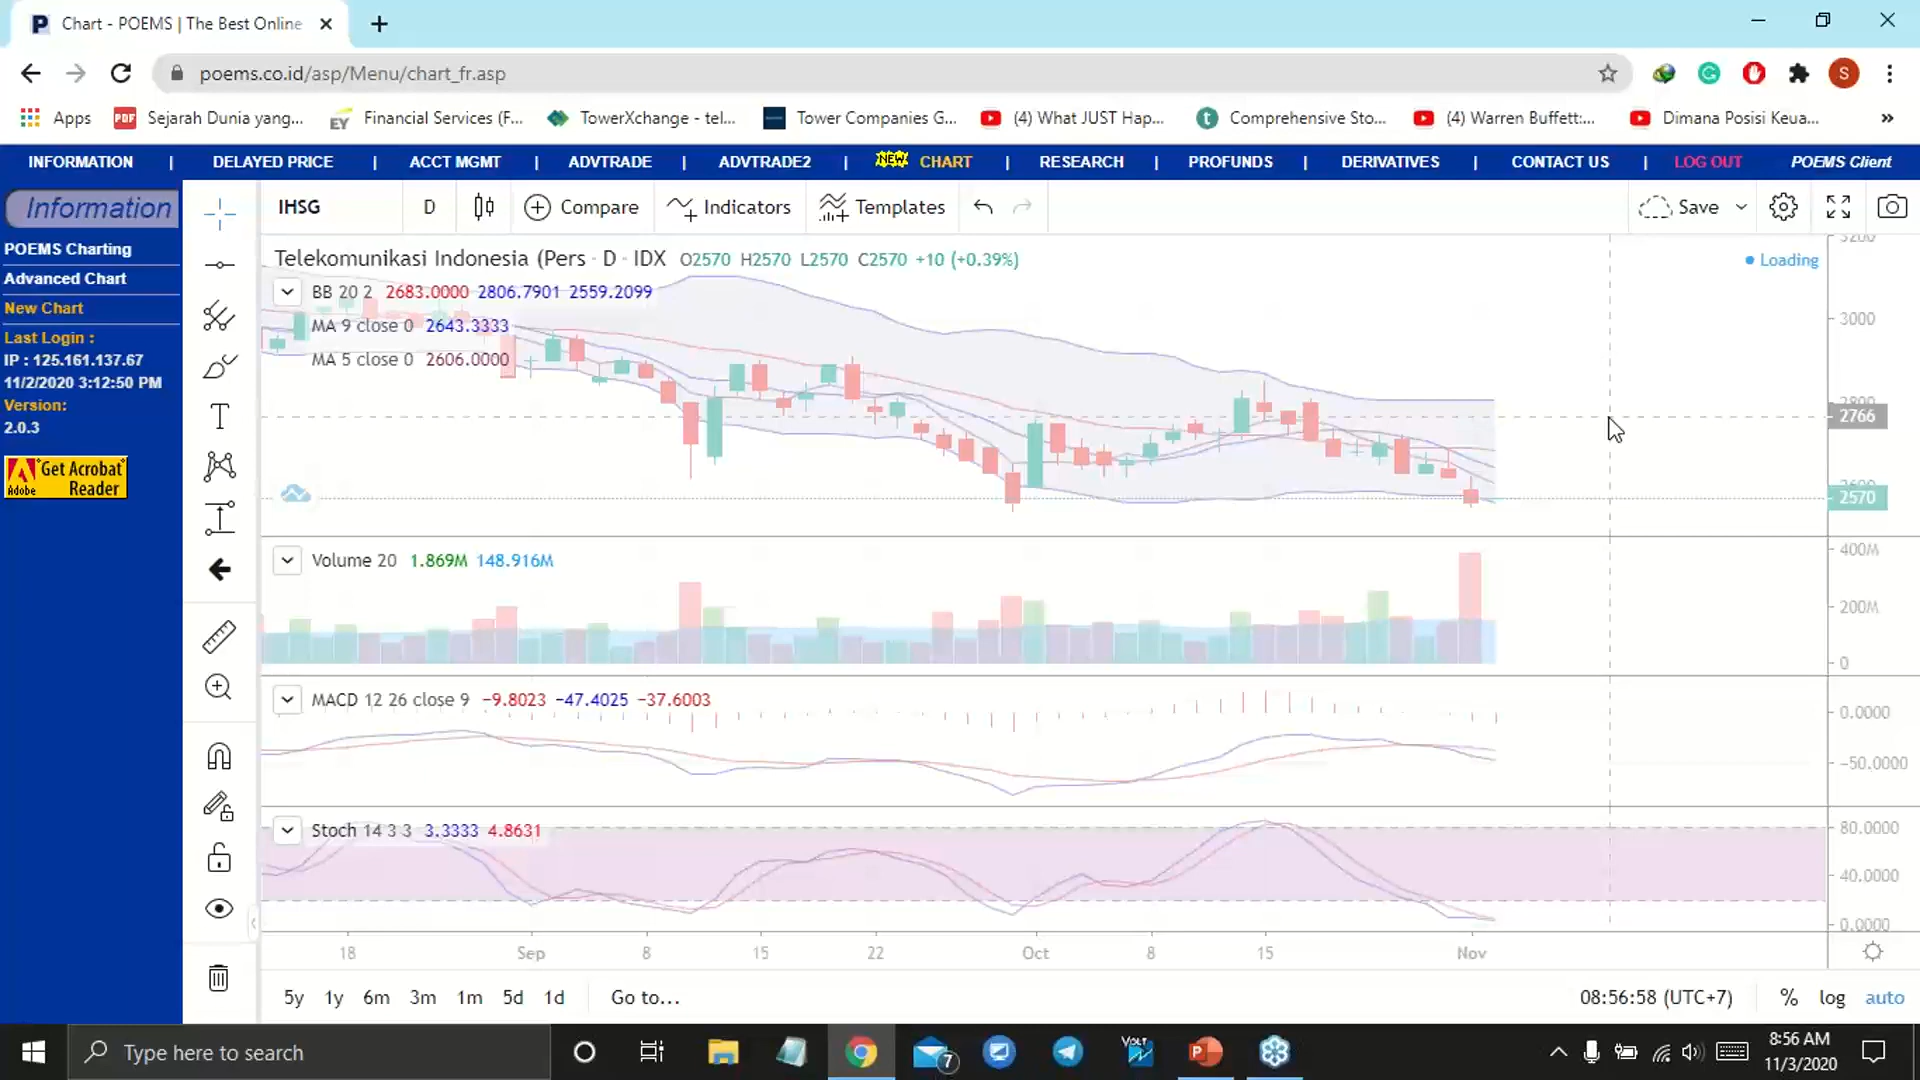 Chart - POEMS | The Best Online
poems.co.id/asp/Menu/chart_fr.asp
S
Apps
PDF
Sejarah Dunia yang...
EY
Financial Services (F...
TowerXchange - tel...
Tower Companies G...
(4) What JUST Hap...
Comprehensive Sto...
(4) Warren Buffett:...
Dimana Posisi Keua...
»
INFORMATION | DELAYED PRICE | ACCT MGMT | ADVTRADE | ADVTRADE2 | NEW CHART | RESEARCH | PROFUNDS | DERIVATIVES | CONTACT US | LOG OUT POEMS Client
Information
POEMS Charting
Advanced Chart
New Chart
Last Login :
IP : 125.161.137.67
11/2/2020 3:12:50 PM
Version:
2.0.3
Adobe
Get Acrobat
Reader
IHSG D Compare Indicators Templates Save
Telekomunikasi Indonesia (Pers · D · IDX O2570 H2570 L2570 C2570 +10 (+0.39%)
Loading
BB 20 2 2683.0000 2806.7901 2559.2099
MA 9 close 0 2643.3333
MA 5 close 0 2606.0000
3200
3000
2800
2766
2600
2570
Volume 20 1.869M 148.916M
400M
200M
0
MACD 12 26 close 9 −9.8023 −47.4025 −37.6003
0.0000
−50.0000
Stoch 14 3 3 3.3333 4.8631
80.0000
40.0000
0.0000
18 Sep 8 15 22 Oct 8 15 Nov
5y 1y 6m 3m 1m 5d 1d Go to...
08:56:58 (UTC+7) % log auto
Type here to search
7
VOLT
8:56 AM
11/3/2020